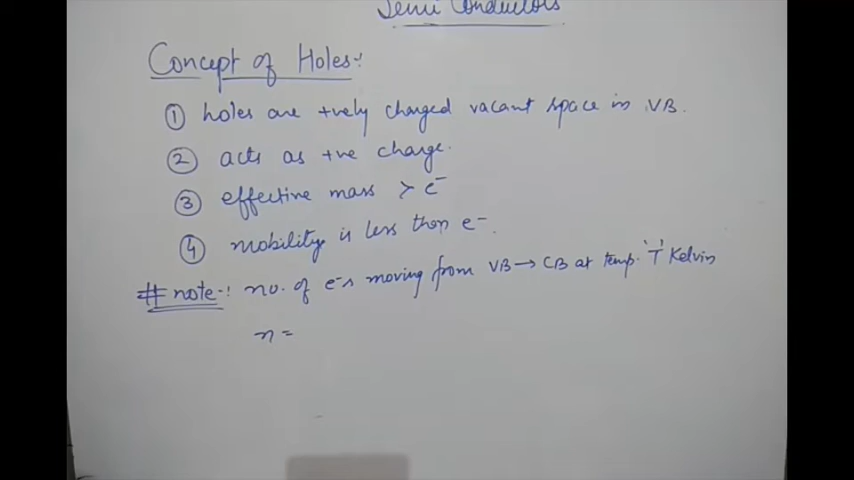 Semi Conductors
Concept of Holes:
① holes are +vely charged vacant space in VB.
② acts as +ve charge.
③ effective mass > e⁻
④ mobility is less then e⁻.
# note:- no. of e⁻s moving from VB → CB at temp. 'T' Kelvin
n =